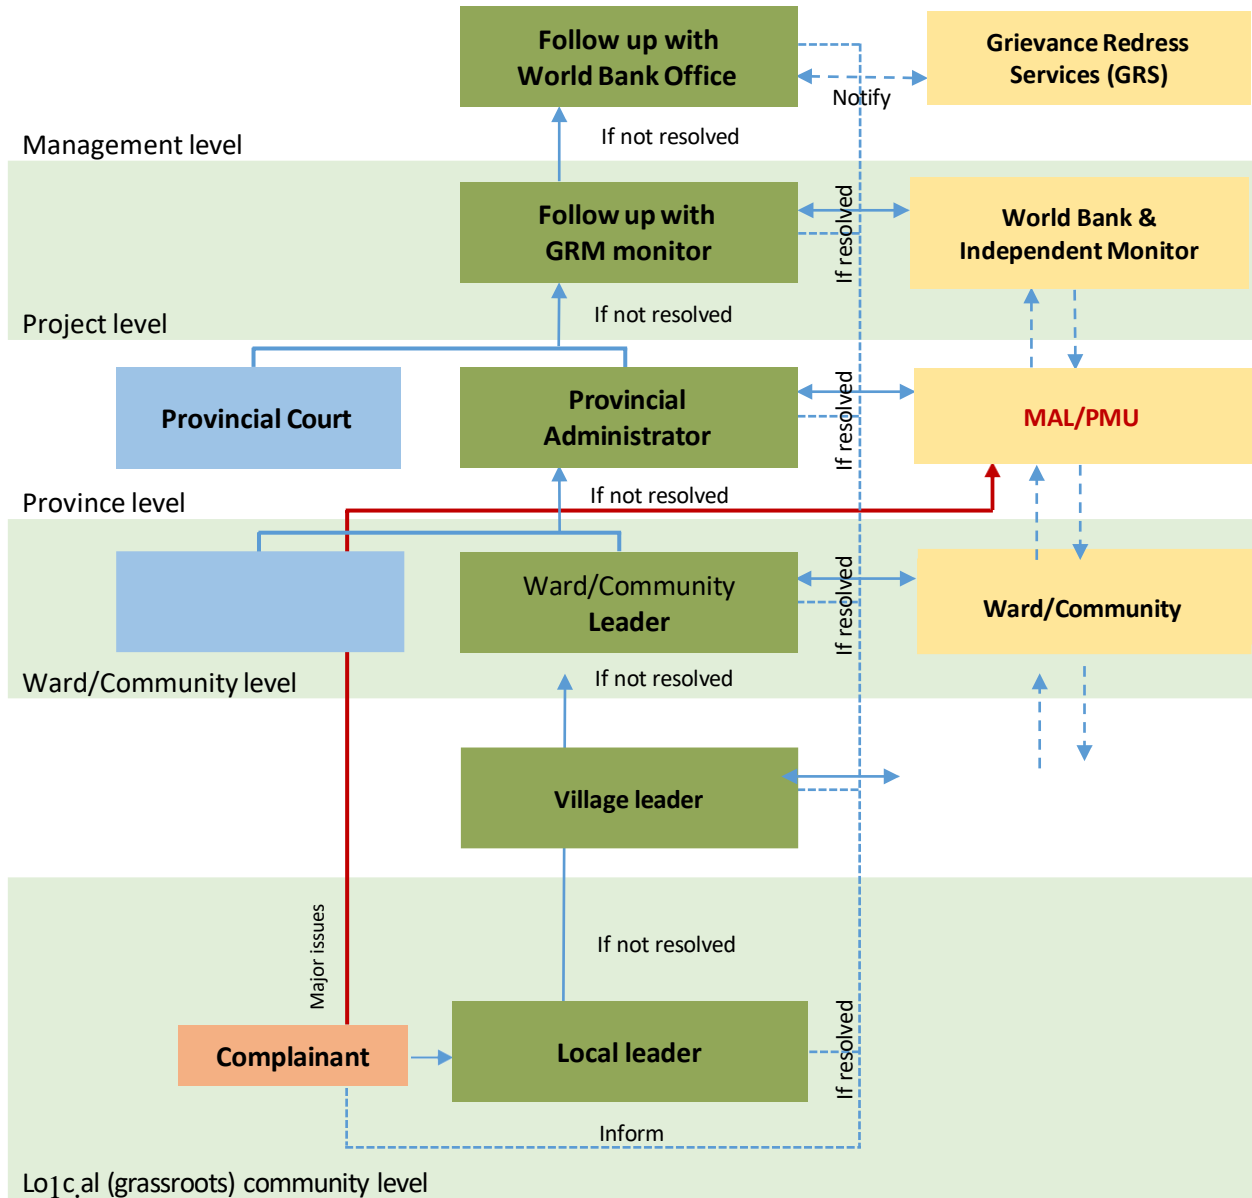 Follow up with
World Bank Office
Grievance Redress
Services (GRS)
Notify
If not resolved
Management level
Follow up with
GRM monitor
If resolved
World Bank &
Independent Monitor
If not resolved
Project level
Provincial Court
Provincial
Administrator
If resolved
MAL/PMU
If not resolved
Province level
Ward/Community
Leader
If resolved
Ward/Community
If not resolved
Ward/Community level
Village leader
Major issues
If not resolved
Complainant
Local leader
If resolved
Inform
Lo1c.al (grassroots) community level